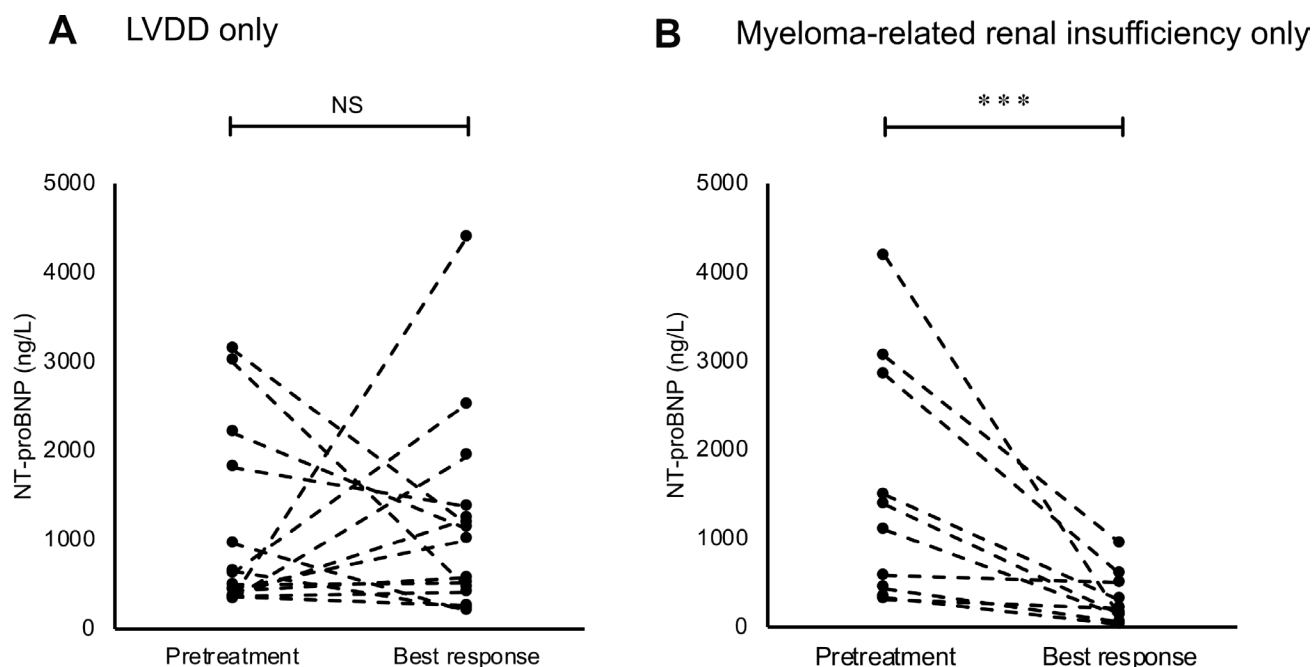 A LVDD only
NS
5000
4000
3000
2000
1000
0
NT-proBNP (ng/L)
Pretreatment Best response
B Myeloma-related renal insufficiency only
***
5000
4000
3000
2000
1000
0
NT-proBNP (ng/L)
Pretreatment Best response